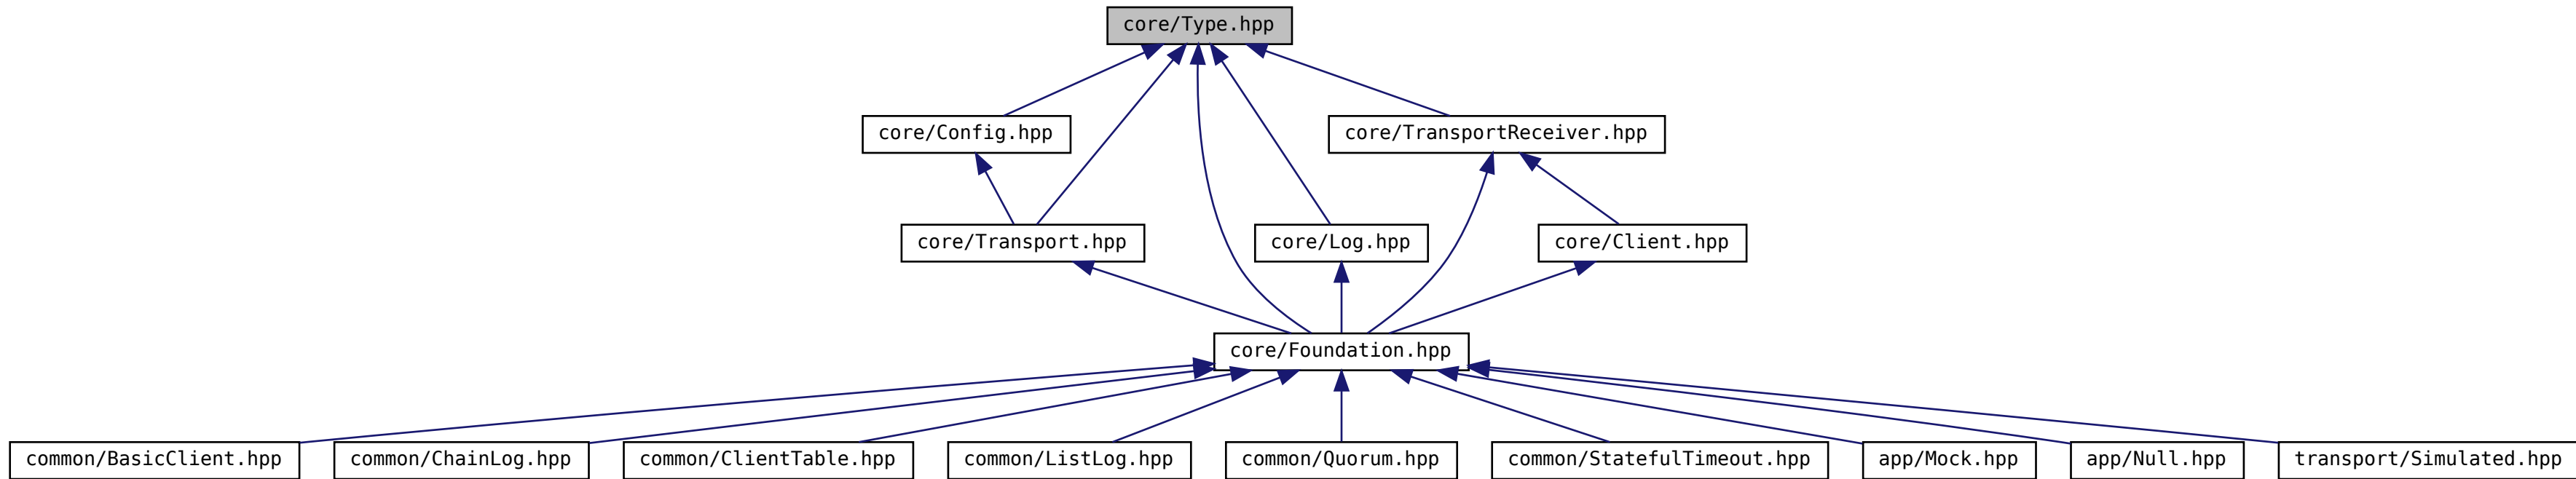 core/Type.hpp
core/Config.hpp
core/TransportReceiver.hpp
core/Transport.hpp
core/Log.hpp
core/Client.hpp
core/Foundation.hpp
common/BasicClient.hpp
common/ChainLog.hpp
common/ClientTable.hpp
common/ListLog.hpp
common/Quorum.hpp
common/StatefulTimeout.hpp
app/Mock.hpp
app/Null.hpp
transport/Simulated.hpp